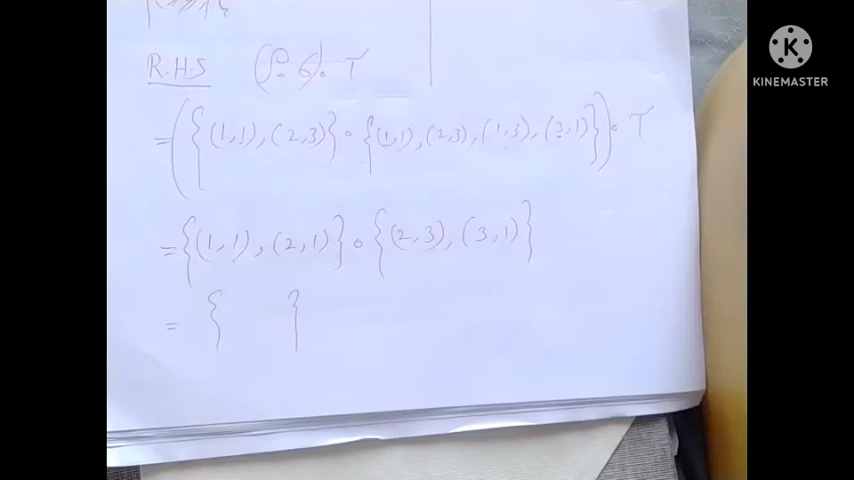 R.H.S (ρ∘σ)∘τ
= ({(1,1),(2,3)}∘{(1,1),(2,3),(1,3),(3,1)})∘τ
= {(1,1),(2,1)}∘{(2,3),(3,1)}
= { }
K
KINEMASTER